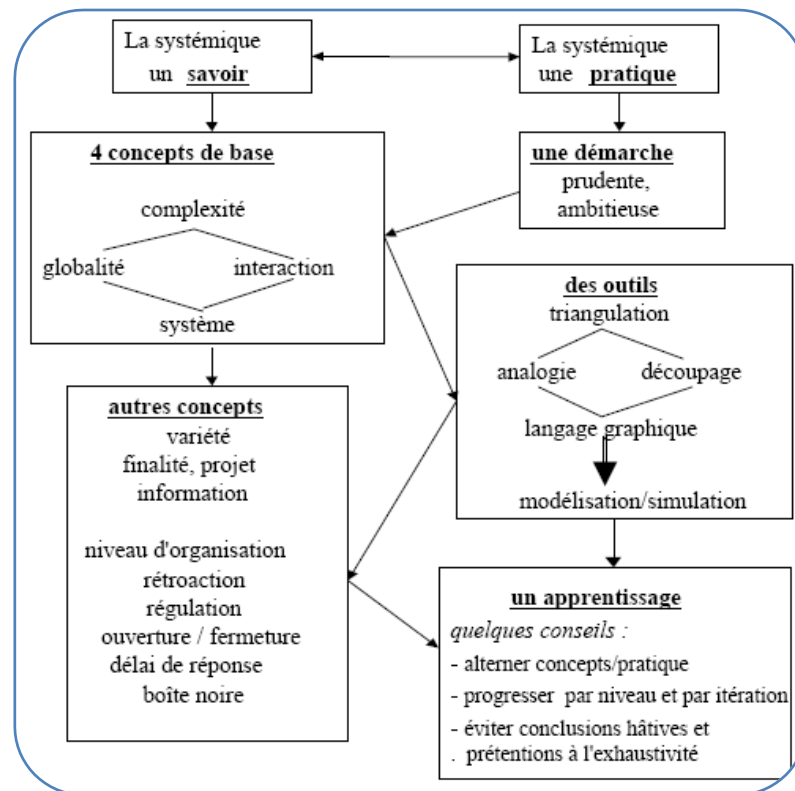 La systémique
un savoir
La systémique
une pratique
4 concepts de base
complexité
globalité interaction
système
une démarche
prudente,
ambitieuse
des outils
triangulation
analogie découpage
langage graphique
modélisation/simulation
autres concepts
variété
finalité, projet
information
niveau d'organisation
rétroaction
régulation
ouverture / fermeture
délai de réponse
boîte noire
un apprentissage
quelques conseils :
- alterner concepts/pratique
- progresser par niveau et par itération
- éviter conclusions hâtives et
. prétentions à l'exhaustivité